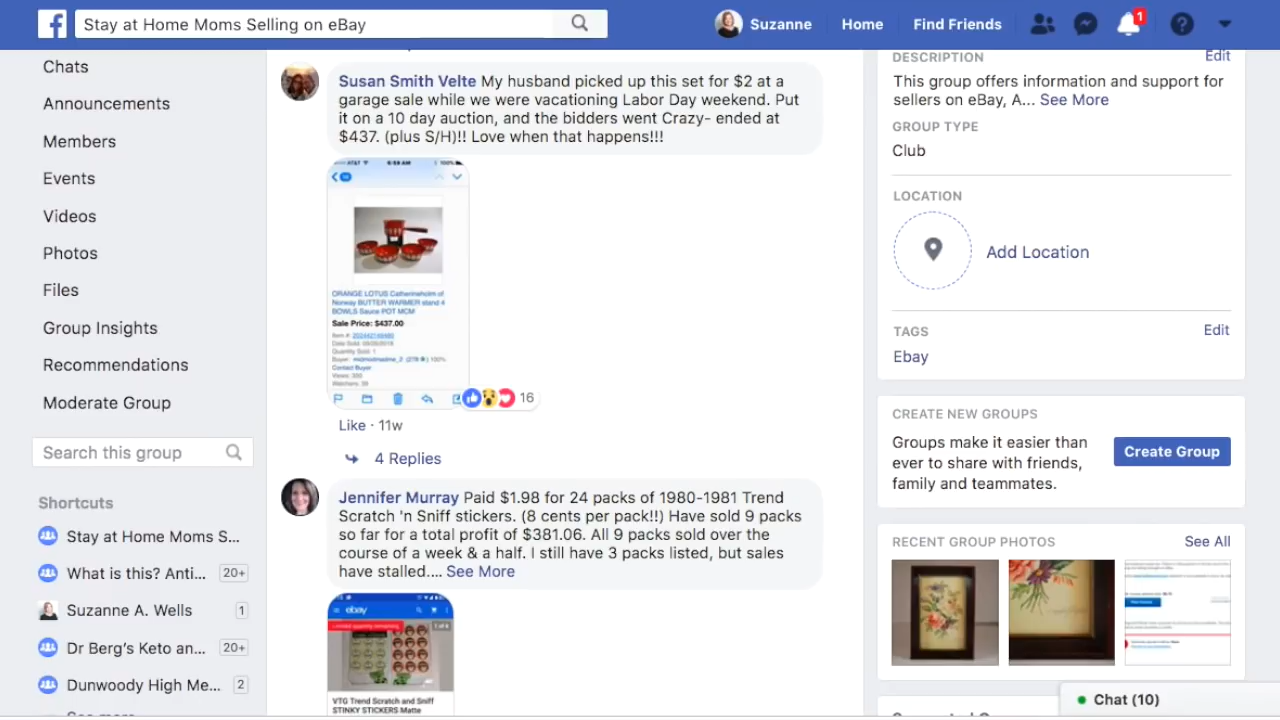 Stay at Home Moms Selling on eBay
Suzanne
Home
Find Friends
1
Chats
Announcements
Members
Events
Videos
Photos
Files
Group Insights
Recommendations
Moderate Group
Search this group
Shortcuts
Stay at Home Moms S...
What is this? Anti... 20+
Suzanne A. Wells 1
Dr Berg's Keto an... 20+
Dunwoody High Me... 2
Susan Smith Velte My husband picked up this set for $2 at a
garage sale while we were vacationing Labor Day weekend. Put
it on a 10 day auction, and the bidders went Crazy- ended at
$437. (plus S/H)!! Love when that happens!!!
AT&T 6:59 AM 100%
ORANGE LOTUS Catherineholm of
Norway BUTTER WARMER stand 4
BOWLS Sauce POT MCM
Sale Price: $437.00
Quantity Sold: 1
Contact Buyer
16
Like · 11w
4 Replies
Jennifer Murray Paid $1.98 for 24 packs of 1980-1981 Trend
Scratch 'n Sniff stickers. (8 cents per pack!!) Have sold 9 packs
so far for a total profit of $381.06. All 9 packs sold over the
course of a week & a half. I still have 3 packs listed, but sales
have stalled.... See More
ebay
VTG Trend Scratch and Sniff
STINKY STICKERS Matte
DESCRIPTION Edit
This group offers information and support for
sellers on eBay, A... See More
GROUP TYPE
Club
LOCATION
Add Location
TAGS Edit
Ebay
CREATE NEW GROUPS
Groups make it easier than
ever to share with friends,
family and teammates.
Create Group
RECENT GROUP PHOTOS See All
Chat (10)